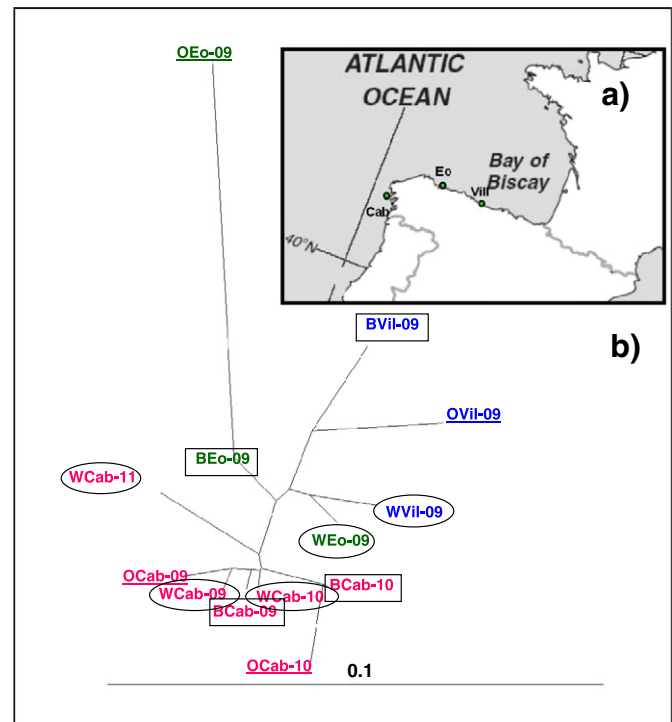 OEo-09
ATLANTIC
OCEAN
a)
Bay of
Biscay
Eo
Vill
Cab
40°N
BVil-09
b)
OVil-09
BEo-09
WCab-11
WVil-09
WEo-09
OCab-09
BCab-10
WCab-09
WCab-10
BCab-09
OCab-10
0.1